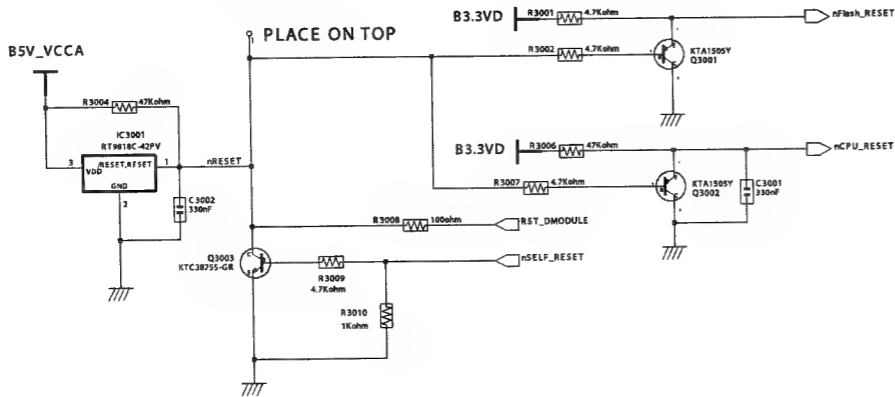 B3.3VD R3001 4.7Kohm nFlash_RESET
PLACE ON TOP
1
B5V_VCCA
R3002 4.7Kohm KTA1505Y
Q3001
R3004 47Kohm
IC3001
RT9818C-42PV
3 /RESET,RESET 1 nRESET
VDD
GND
2
C3002
330nF
B3.3VD R3006 47Kohm nCPU_RESET
R3007 4.7Kohm KTA1505Y
Q3002
C3001
330nF
R3008 100ohm RST_DMODULE
Q3003
KTC3875S-GR
nSELF_RESET
R3009
4.7Kohm
R3010
1Kohm